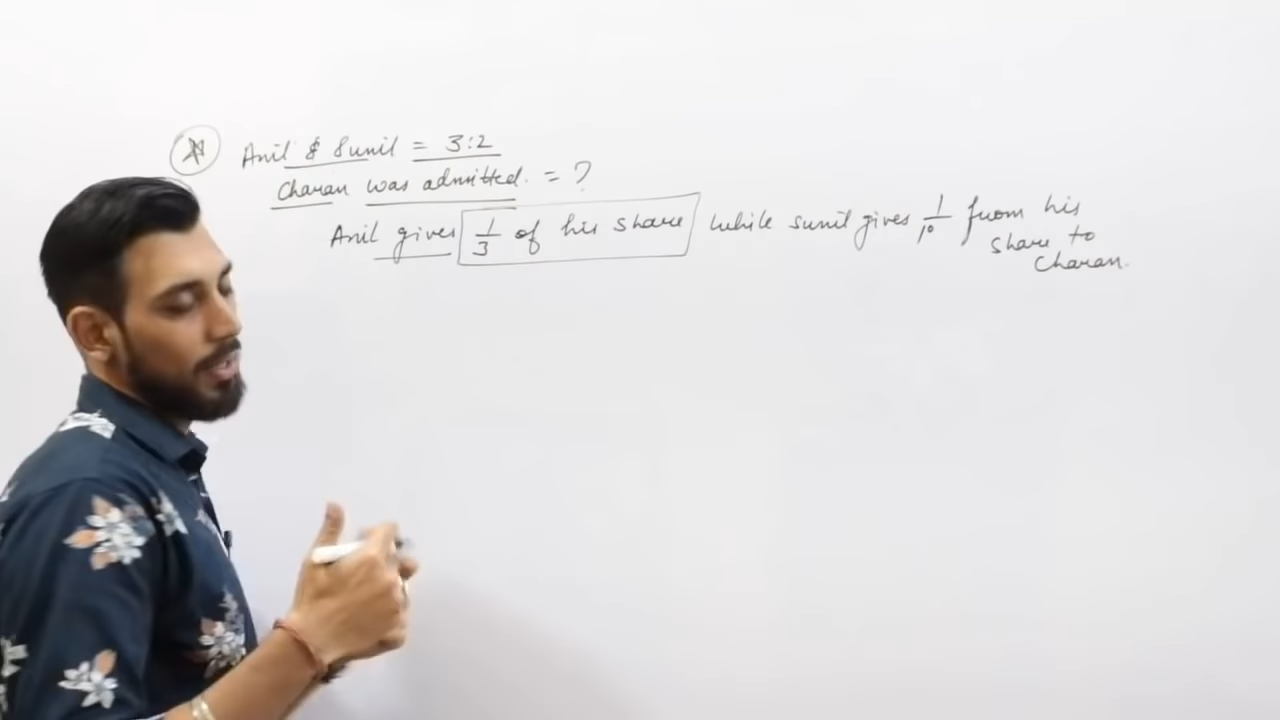 Anil & Sunil = 3:2
Charan was admitted. = ?
Anil gives 1/3 of his share while sunil gives 1/10 from his
share to
Charan.